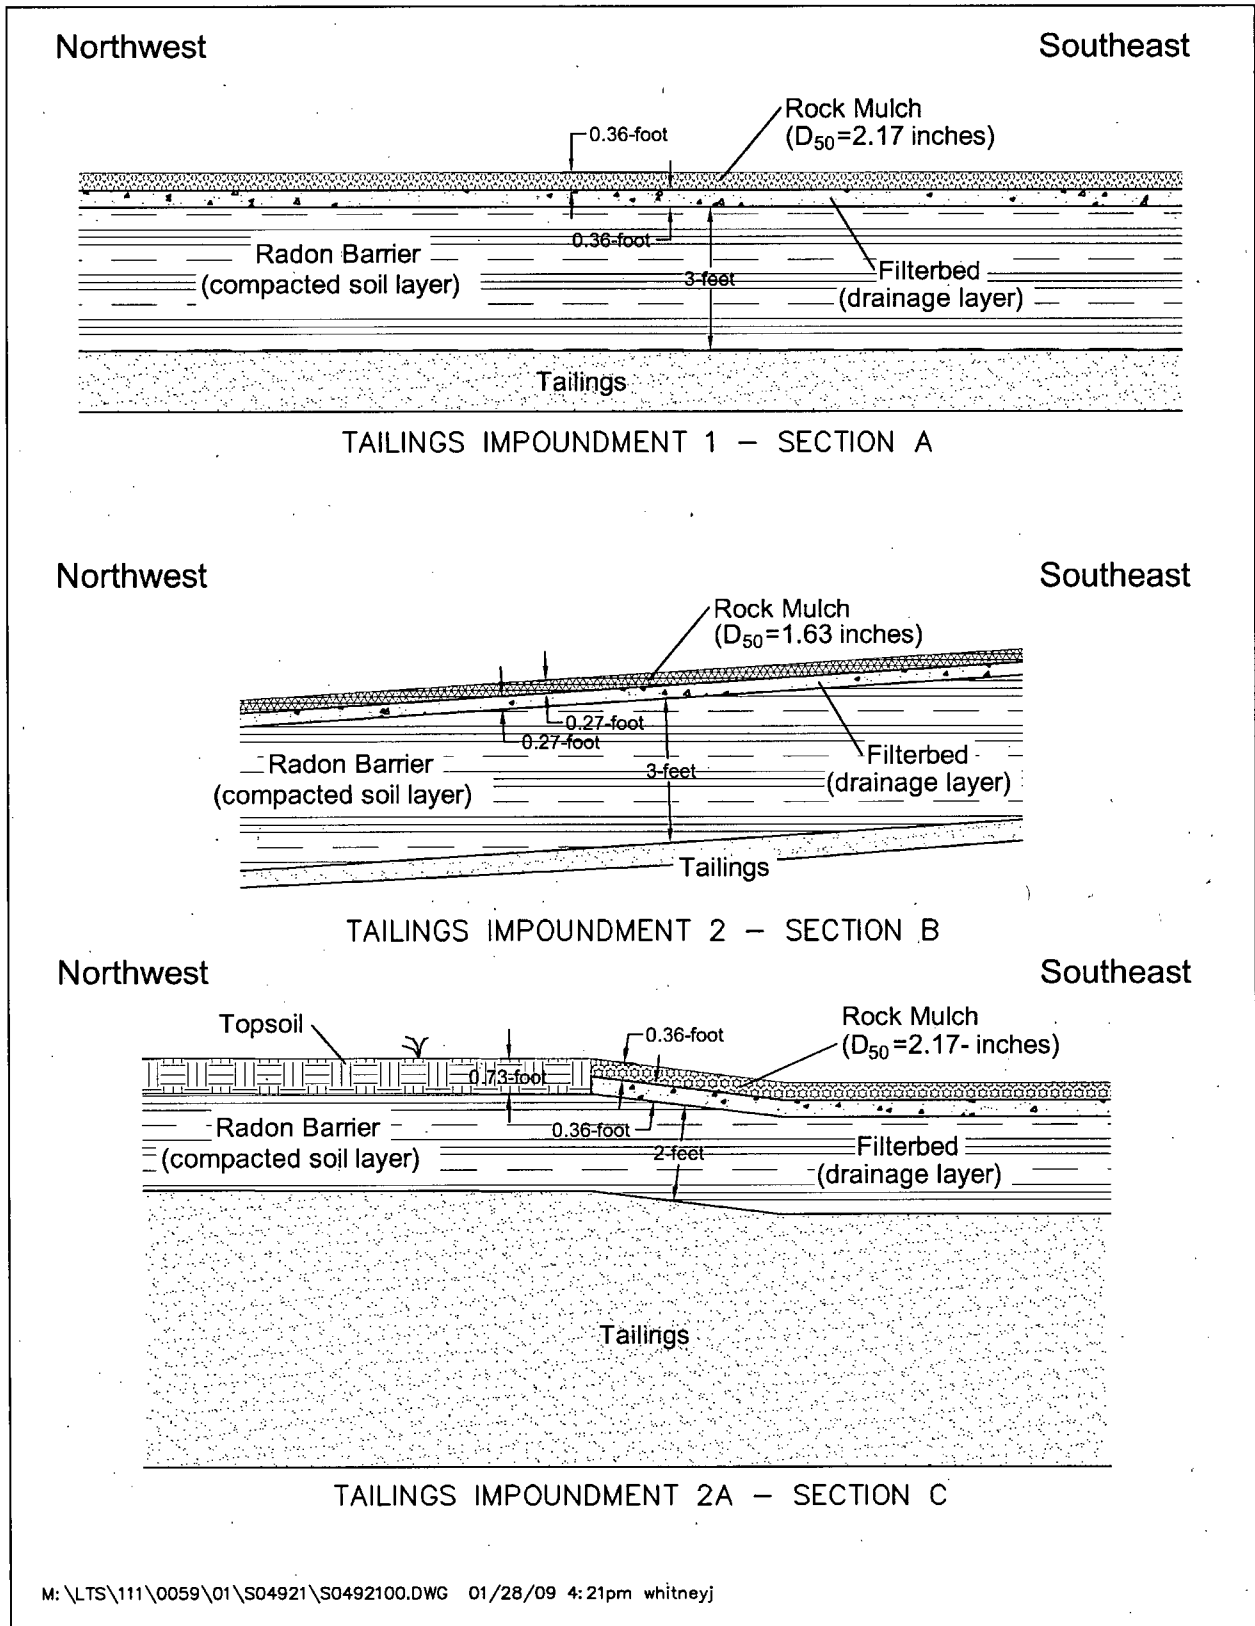 Northwest
Southeast
Rock Mulch
(D50=2.17 inches)
0.36-foot
0.36-foot
Radon Barrier
(compacted soil layer)
3-feet
Filterbed
(drainage layer)
Tailings
TAILINGS IMPOUNDMENT 1 – SECTION A
Northwest
Southeast
Rock Mulch
(D50=1.63 inches)
0.27-foot
0.27-foot
Radon Barrier
(compacted soil layer)
3-feet
Filterbed
(drainage layer)
Tailings
TAILINGS IMPOUNDMENT 2 – SECTION B
Northwest
Southeast
Topsoil
0.36-foot
Rock Mulch
(D50=2.17- inches)
0.73-foot
Radon Barrier
(compacted soil layer)
0.36-foot
2-feet
Filterbed
(drainage layer)
Tailings
TAILINGS IMPOUNDMENT 2A – SECTION C
M:\LTS\111\0059\01\S04921\S0492100.DWG 01/28/09 4:21pm whitneyj